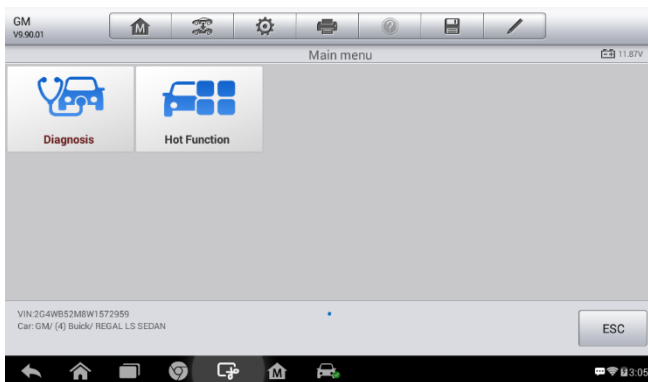 GM
V9.90.01
M
Main menu
11.87V
Diagnosis
Hot Function
VIN:2G4WB52M8W1572959
Car: GM/ (4) Buick/ REGAL LS SEDAN
ESC
M
3:05